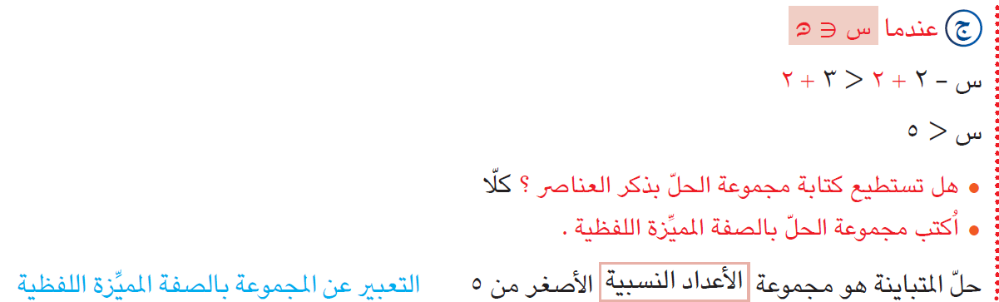 ج عندما س ∈ ن
س – ٢ + ٢ < ٣ + ٢
س < ٥
• هل تستطيع كتابة مجموعة الحلّ بذكر العناصر ؟ كلّا
• اُكتب مجموعة الحلّ بالصفة المميِّزة اللفظية .
حلّ المتباينة هو مجموعة الأعداد النسبية الأصغر من ٥ التعبير عن المجموعة بالصفة المميِّزة اللفظية